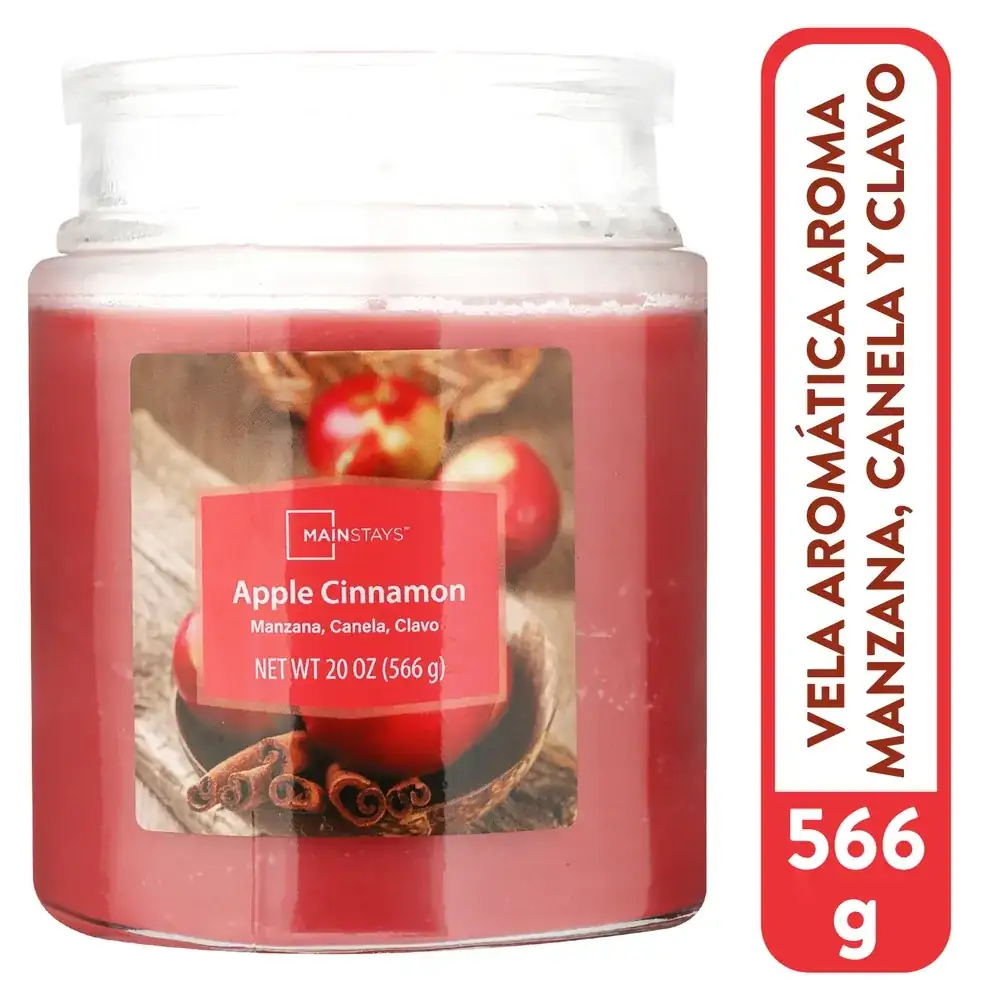 MAINSTAYS™
Apple Cinnamon
Manzana, Canela, Clavo
NET WT 20 OZ (566 g)
VELA AROMÁTICA AROMA
MANZANA, CANELA Y CLAVO
566
g